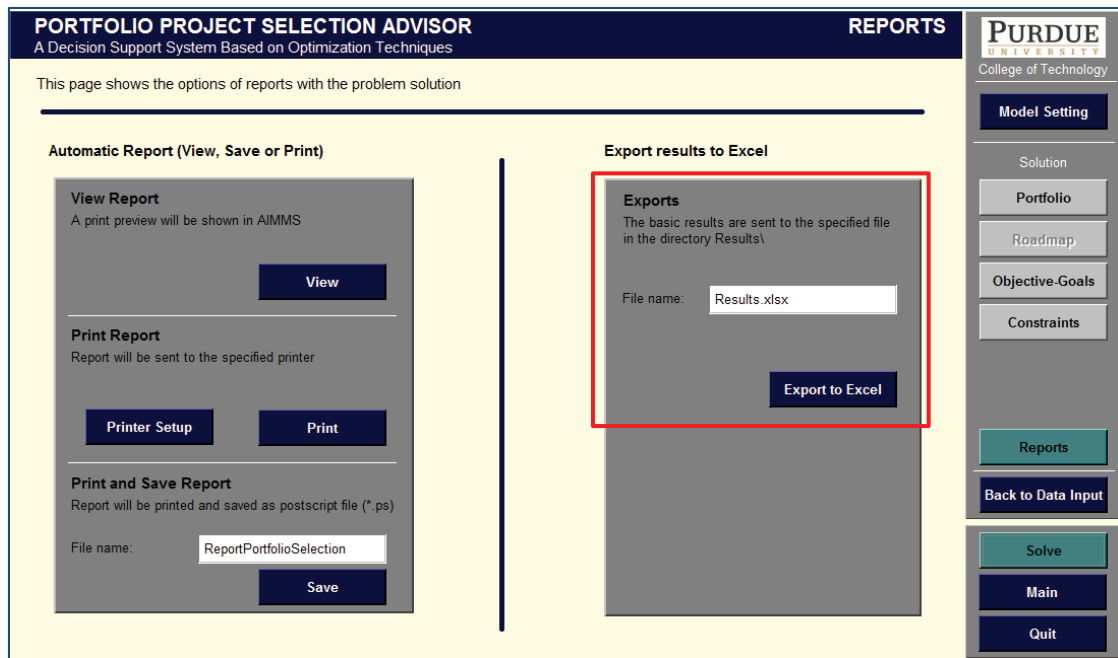 PORTFOLIO PROJECT SELECTION ADVISOR
REPORTS
A Decision Support System Based on Optimization Techniques
This page shows the options of reports with the problem solution
Automatic Report (View, Save or Print)
View Report
A print preview will be shown in AIMMS
View
Print Report
Report will be sent to the specified printer
Printer Setup
Print
Print and Save Report
Report will be printed and saved as postscript file (*.ps)
File name:
ReportPortfolioSelection
Save
Export results to Excel
Exports
The basic results are sent to the specified file
in the directory Results\
File name:
Results.xlsx
Export to Excel
PURDUE
UNIVERSITY
College of Technology
Model Setting
Solution
Portfolio
Roadmap
Objective-Goals
Constraints
Reports
Back to Data Input
Solve
Main
Quit